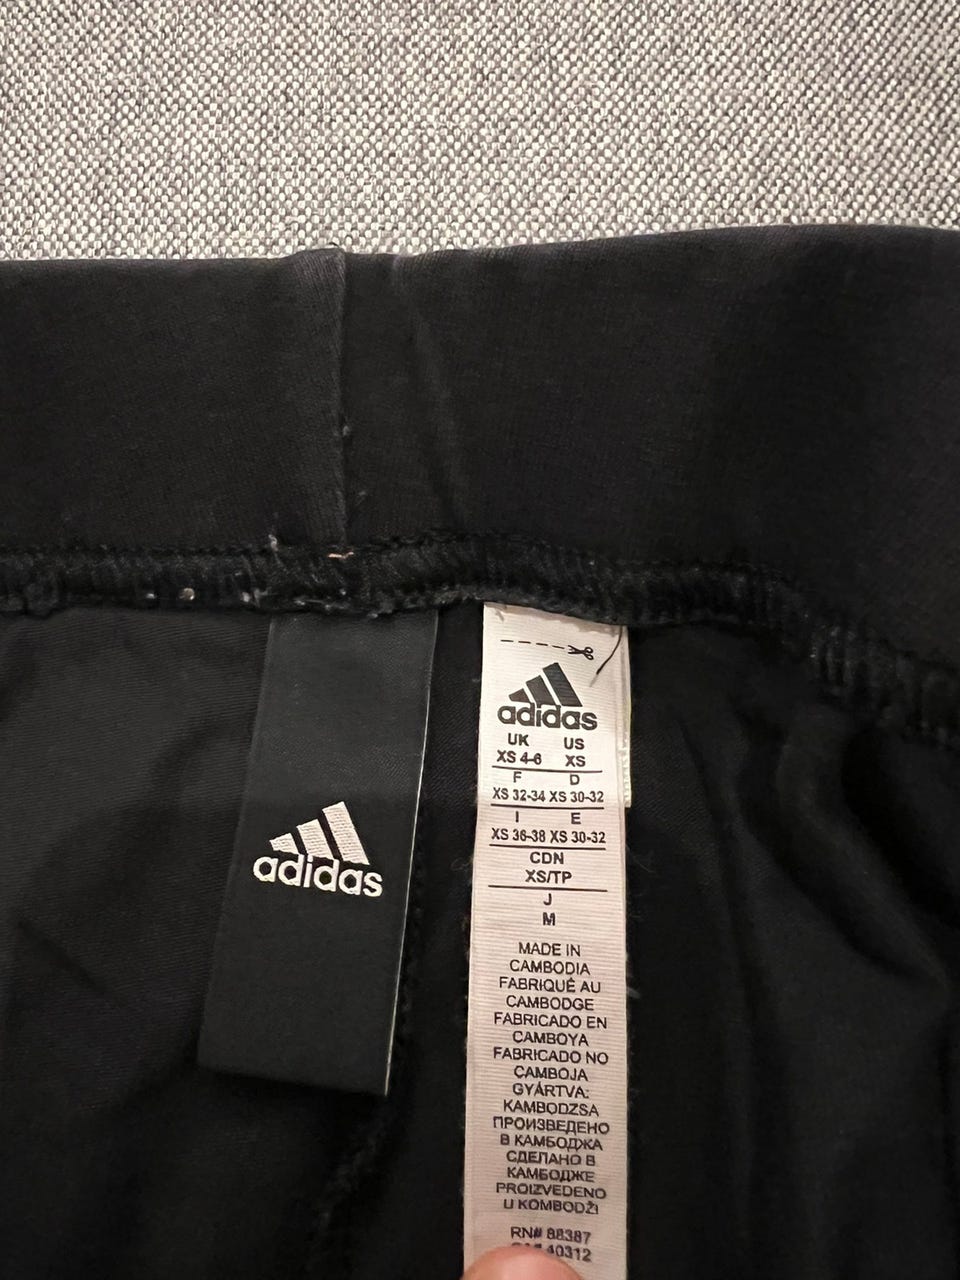 adidas
adidas
UK US
XS 4-6 XS
F D
XS 32-34 XS 30-32
I E
XS 36-38 XS 30-32
CDN
XS/TP
J
M
MADE IN
CAMBODIA
FABRIQUÉ AU
CAMBODGE
FABRICADO EN
CAMBOYA
FABRICADO NO
CAMBOJA
GYÁRTVA:
KAMBODZSA
ПРОИЗВЕДЕНО
В КАМБОДЖА
СДЕЛАНО В
КАМБОДЖЕ
PROIZVEDENO
U KOMBODŽI
RN# 88387
40312